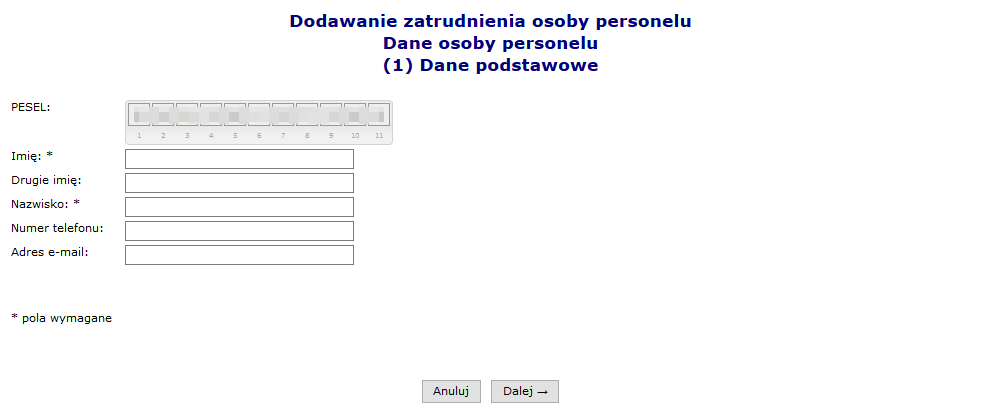 Dodawanie zatrudnienia osoby personelu
Dane osoby personelu
(1) Dane podstawowe
PESEL:
1 2 3 4 5 6 7 8 9 10 11
Imię: *
Drugie imię:
Nazwisko: *
Numer telefonu:
Adres e-mail:
* pola wymagane
Anuluj Dalej →